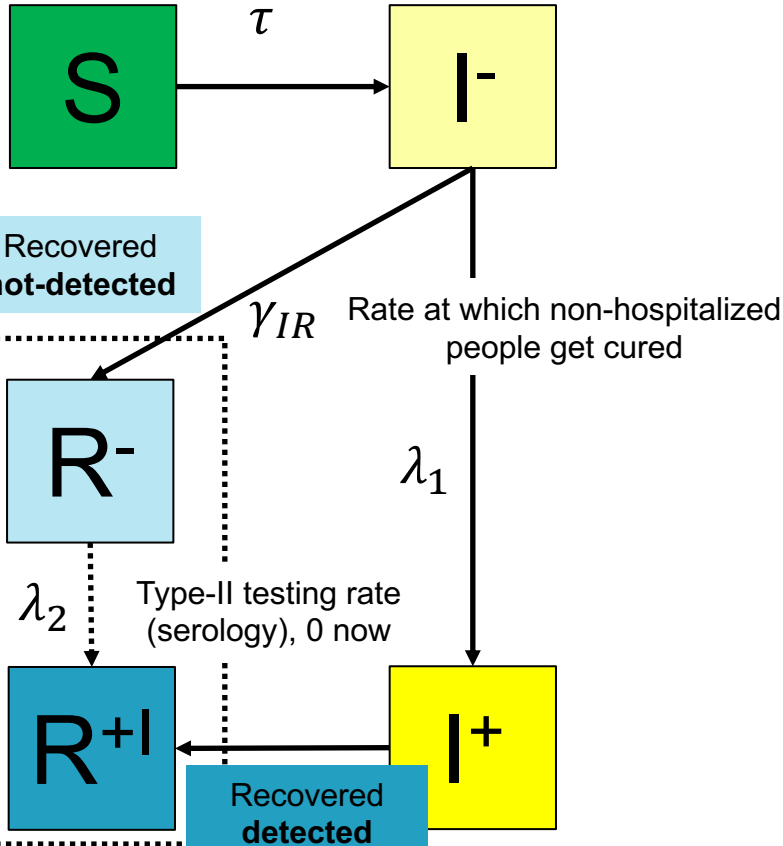 τ
S
I-
Recovered
not-detected
γIR
Rate at which non-hospitalized
people get cured
R-
λ1
λ2
Type-II testing rate
(serology), 0 now
R+I
I+
Recovered
detected